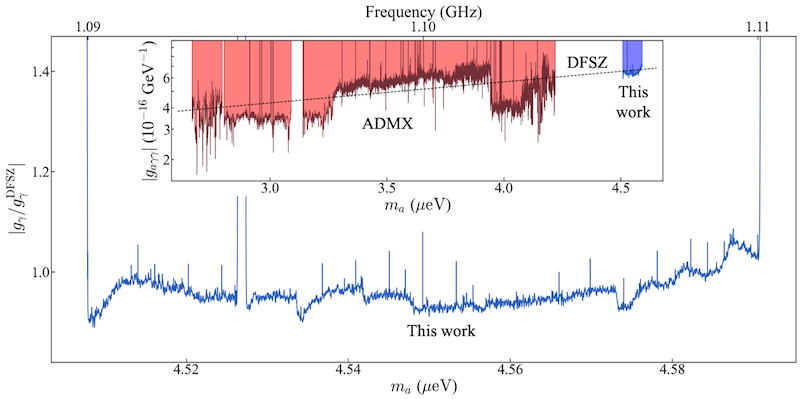 Frequency (GHz)
1.09 1.10 1.11
1.4
1.2
1.0
|g_γ/g_γ^DFSZ|
|g_aγγ| (10⁻¹⁶ GeV⁻¹)
6
4
3
2
DFSZ
This
work
ADMX
3.0 3.5 4.0 4.5
m_a (μeV)
This work
4.52 4.54 4.56 4.58
m_a (μeV)